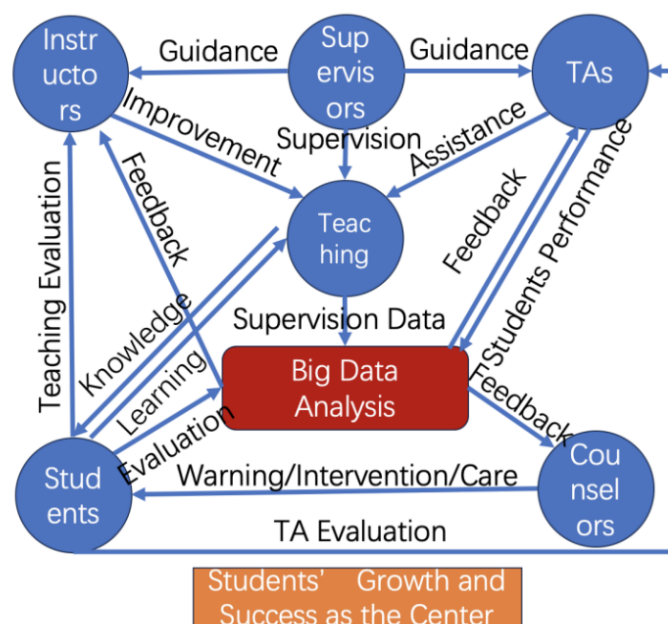 Instr
ucto
rs
Guidance
Sup
ervis
ors
Guidance
TAs
Improvement
Supervision
Assistance
Teaching Evaluation
Feedback
Teac
hing
Feedback
Students Performance
Knowledge
Learning
Evaluation
Supervision Data
Big Data
Analysis
Feedback
Stud
ents
Warning/Intervention/Care
Cou
nsel
ors
TA Evaluation
Students' Growth and
Success as the Center